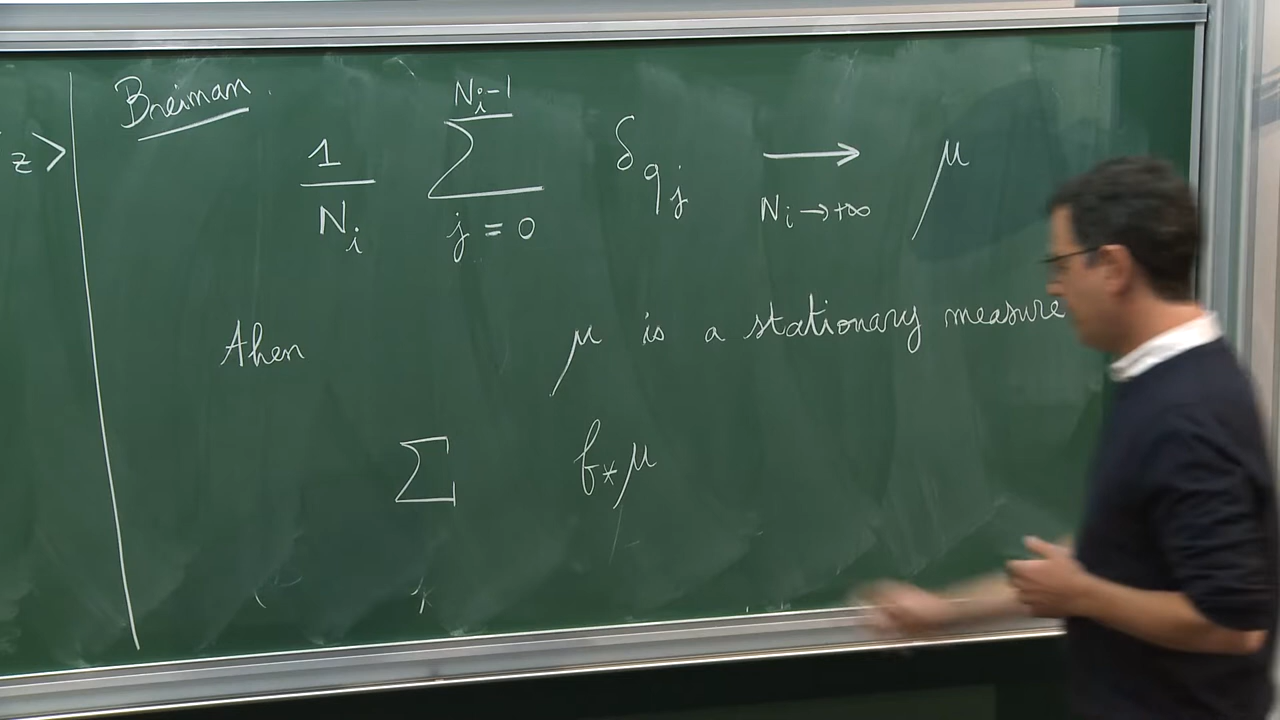 z >
Breiman.
1/N_i ∑_{j=0}^{N_i-1} δ_{q_j} ⟶_{N_i→+∞} μ
Then μ is a stationary measure
∑ f_*μ